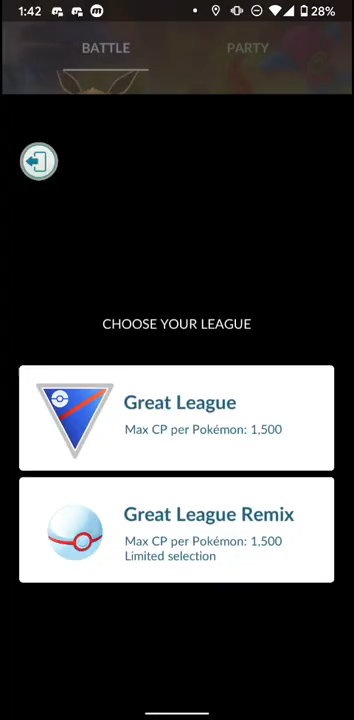 1:42
28%
BATTLE
PARTY
CHOOSE YOUR LEAGUE
Great League
Max CP per Pokémon: 1,500
Great League Remix
Max CP per Pokémon: 1,500
Limited selection